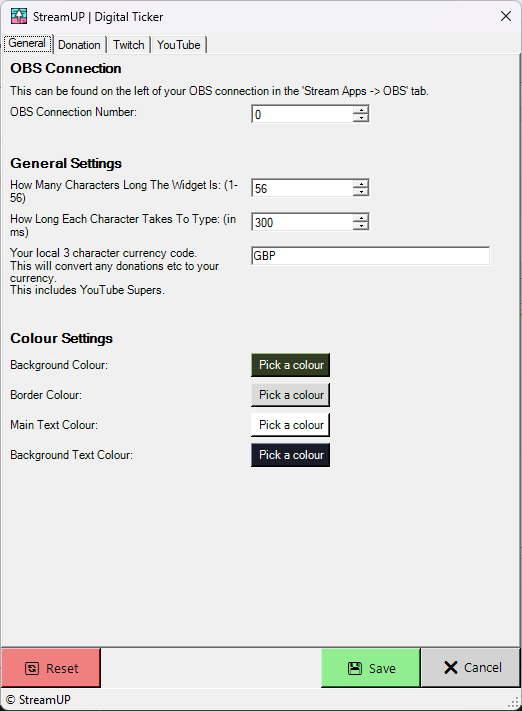 StreamUP | Digital Ticker
General
Donation
Twitch
YouTube
OBS Connection
This can be found on the left of your OBS connection in the 'Stream Apps -> OBS' tab.
OBS Connection Number:
0
General Settings
How Many Characters Long The Widget Is: (1-
56)
56
How Long Each Character Takes To Type: (in
ms)
300
Your local 3 character currency code.
This will convert any donations etc to your
currency.
This includes YouTube Supers.
GBP
Colour Settings
Background Colour:
Pick a colour
Border Colour:
Pick a colour
Main Text Colour:
Pick a colour
Background Text Colour:
Pick a colour
Reset
Save
Cancel
© StreamUP